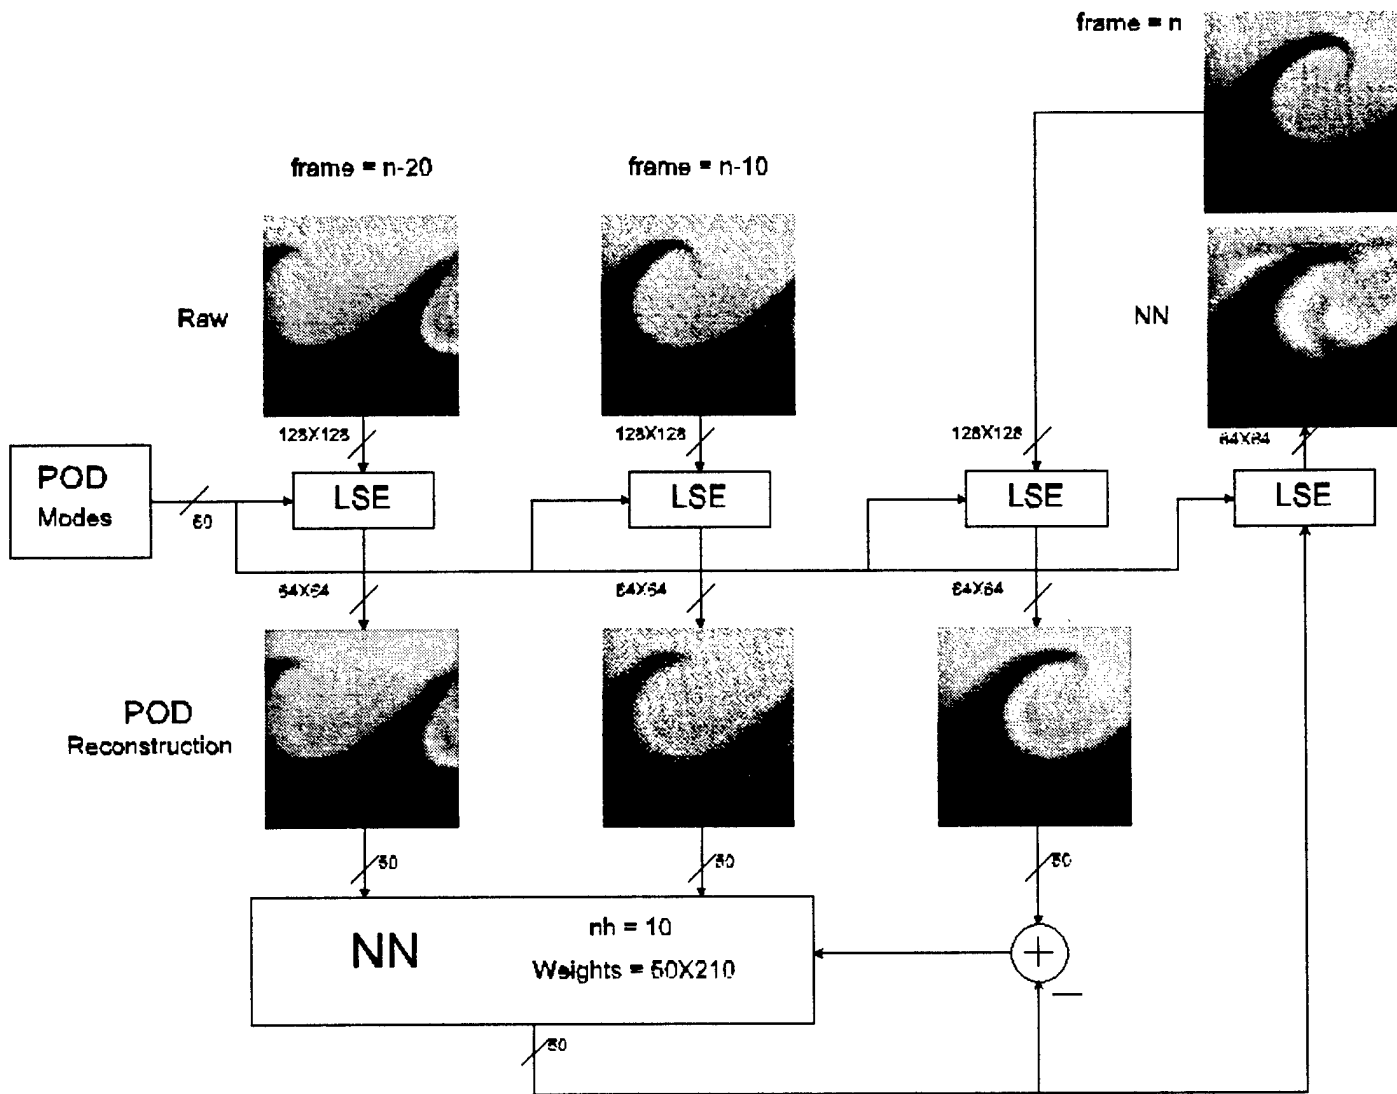 frame = n
frame = n-20
frame = n-10
Raw
NN
128X128
128X128
128X128
64X64
POD
Modes
50
LSE
LSE
LSE
LSE
64X64
64X64
64X64
POD
Reconstruction
50
50
50
NN
nh = 10
Weights = 50X210
+
—
50